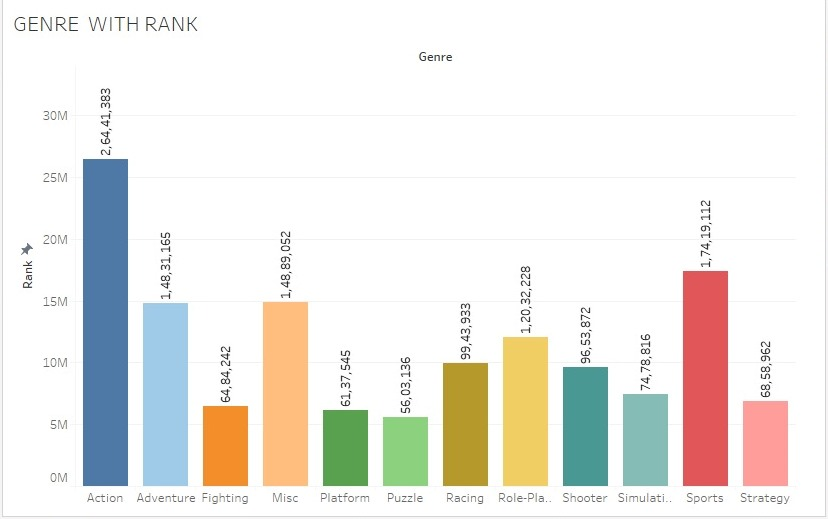 GENRE WITH RANK
Genre
Rank
30M
25M
20M
15M
10M
5M
0M
2,64,41,383
1,48,31,165
64,84,242
1,48,89,052
61,37,545
56,03,136
99,43,933
1,20,32,228
96,53,872
74,78,816
1,74,19,112
68,58,962
Action Adventure Fighting Misc Platform Puzzle Racing Role-Pla.. Shooter Simulati.. Sports Strategy